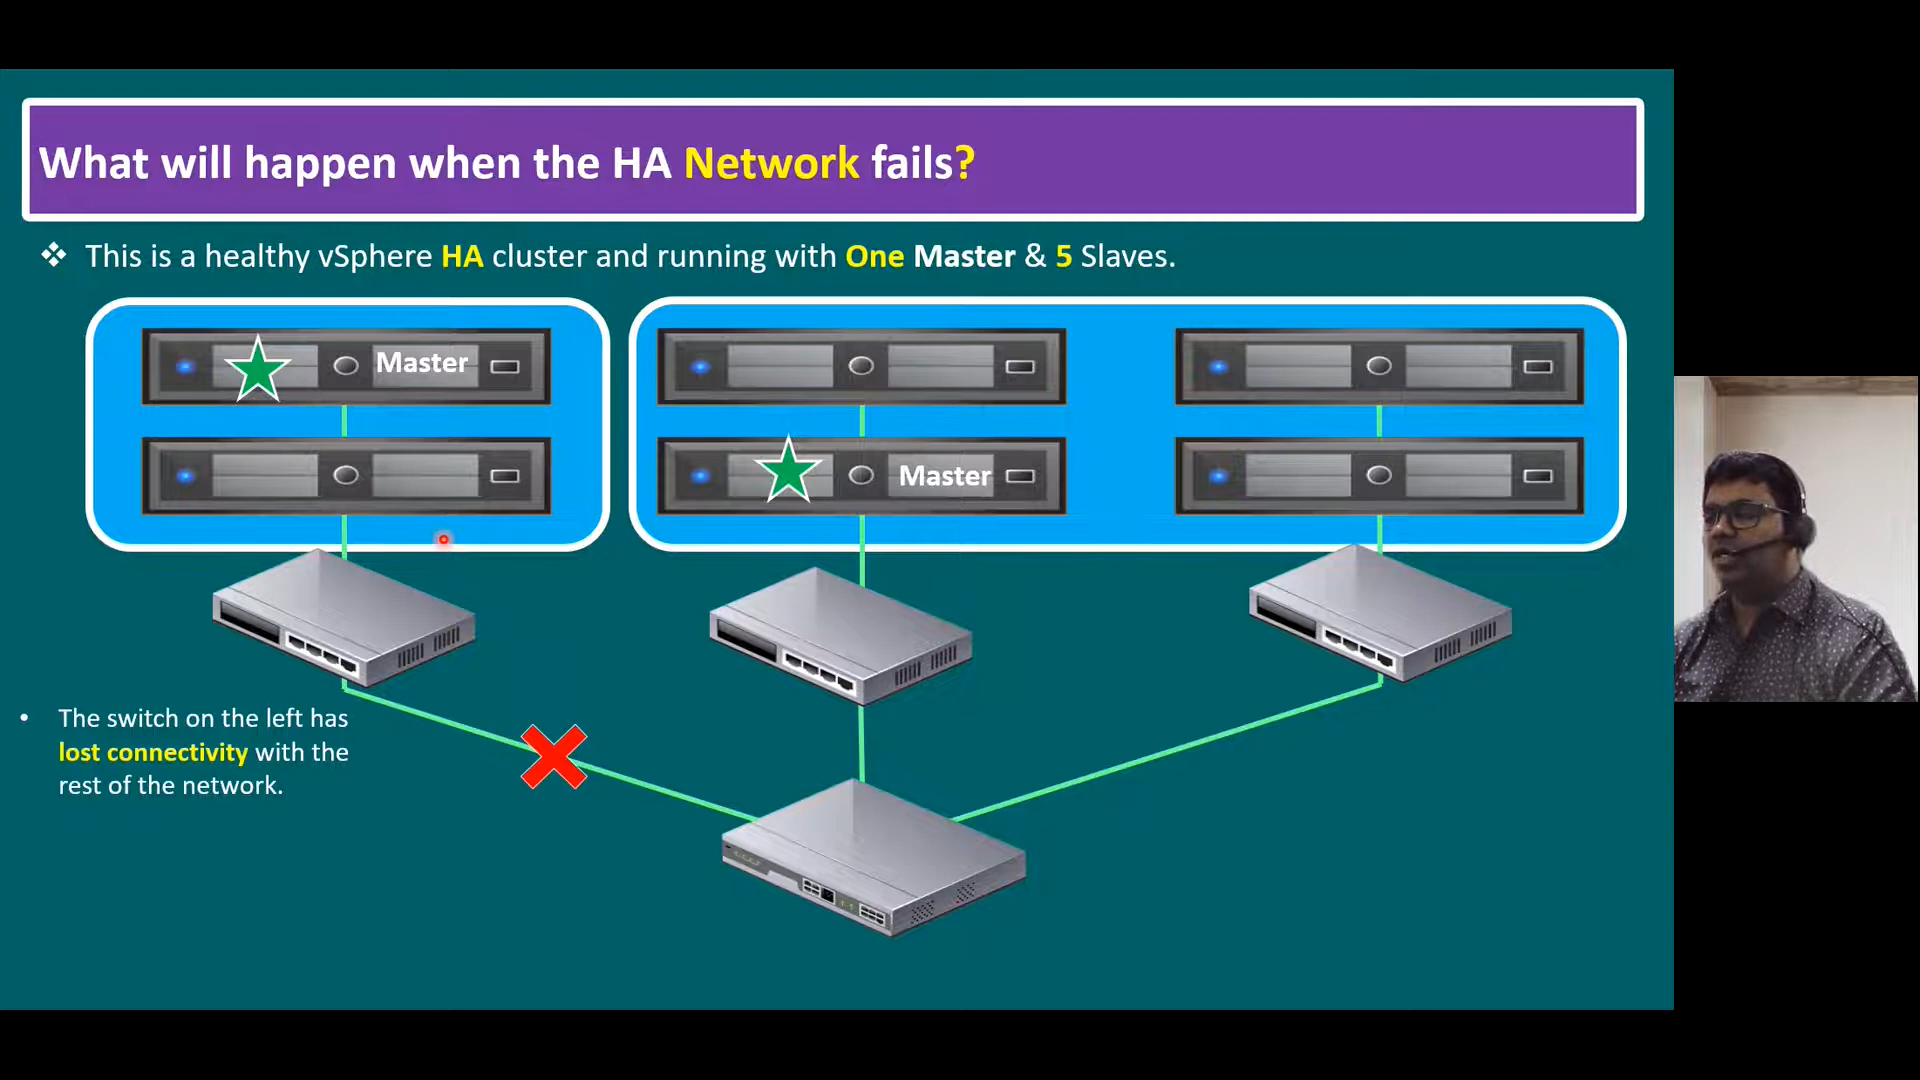 What will happen when the HA Network fails?
❖ This is a healthy vSphere HA cluster and running with One Master & 5 Slaves.
Master
Master
• The switch on the left has
lost connectivity with the
rest of the network.